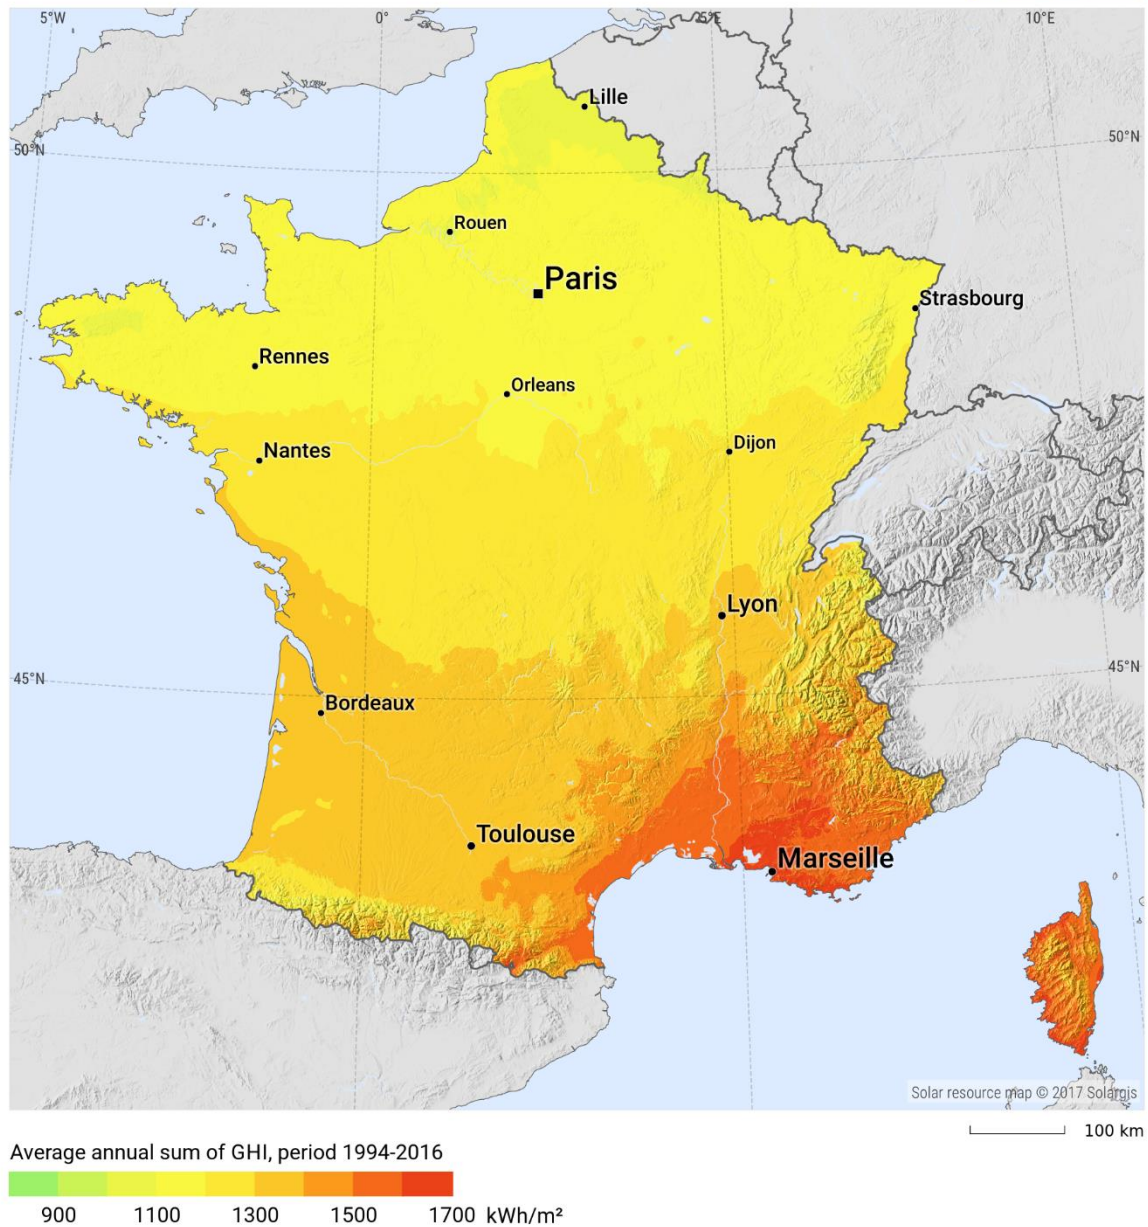 5°W
0°
5°E
10°E
Lille
50°N
50°N
Rouen
Paris
Strasbourg
Rennes
Orleans
Dijon
Nantes
Lyon
45°N
45°N
Bordeaux
Toulouse
Marseille
Solar resource map © 2017 Solargis
100 km
Average annual sum of GHI, period 1994-2016
900 1100 1300 1500 1700 kWh/m²